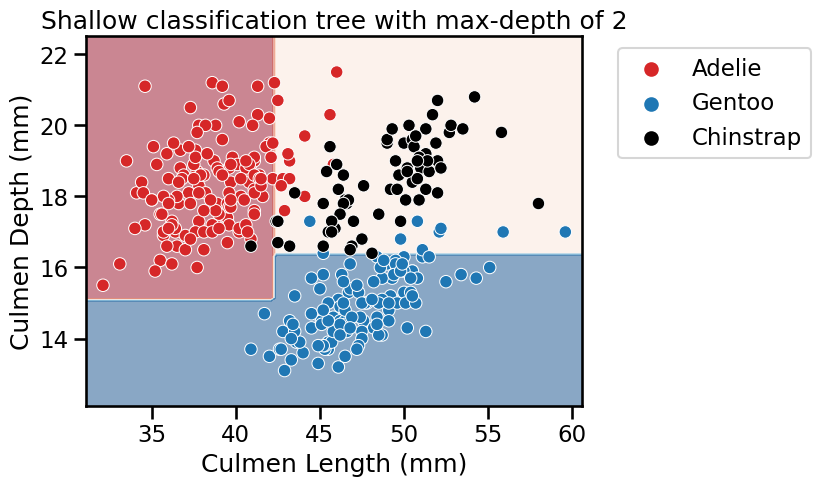 Shallow classification tree with max-depth of 2
22
20
18
16
14
Culmen Depth (mm)
35
40
45
50
55
60
Culmen Length (mm)
Adelie
Gentoo
Chinstrap